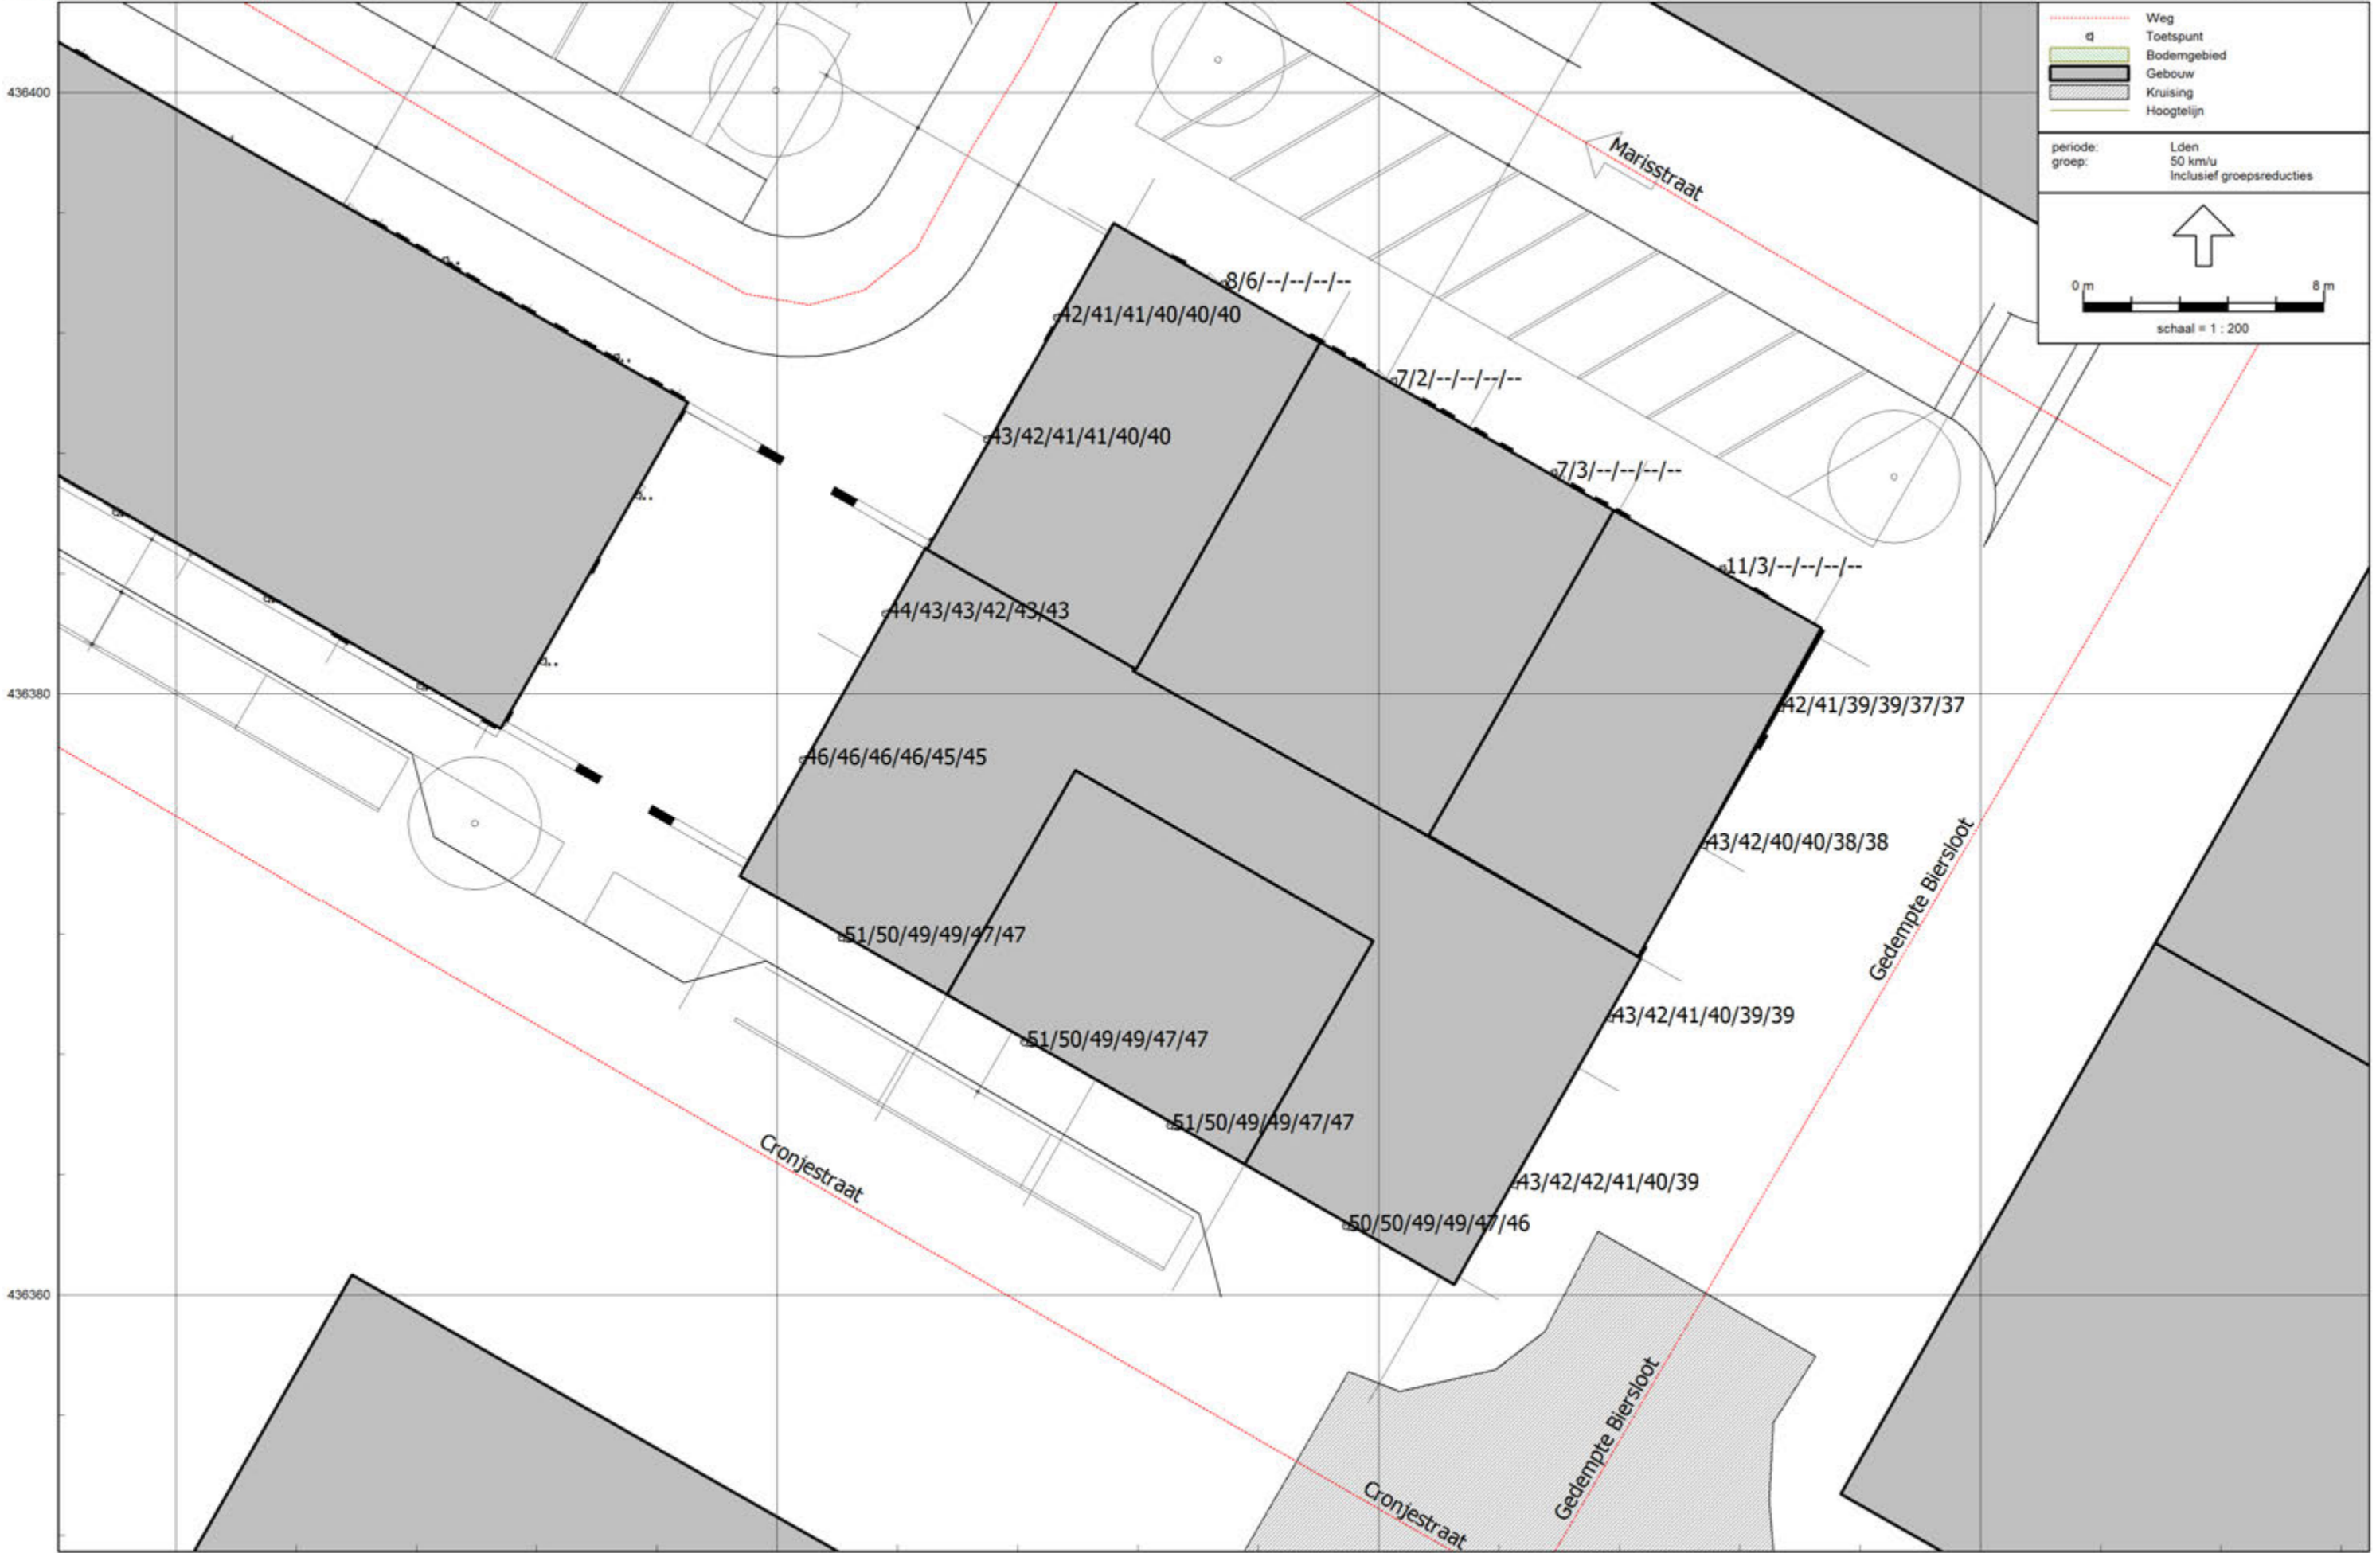 Weg
Toetspunt
Bodemgebied
Gebouw
Kruising
Hoogtelijn
periode: Lden
groep: 50 km/u
Inclusief groepsreducties
0 m 8 m
schaal = 1 : 200
436400
Marisstraat
8/6/--/--/--/--
42/41/41/40/40/40
7/2/--/--/--/--
43/42/41/41/40/40
7/3/--/--/--/--
11/3/--/--/--/--
44/43/43/42/43/43
436380
42/41/39/39/37/37
46/46/46/46/45/45
43/42/40/40/38/38
Gedempte Biersloot
51/50/49/49/47/47
43/42/41/40/39/39
51/50/49/49/47/47
51/50/49/49/47/47
Cronjestraat
43/42/42/41/40/39
50/50/49/49/47/46
436360
Gedempte Biersloot
Cronjestraat